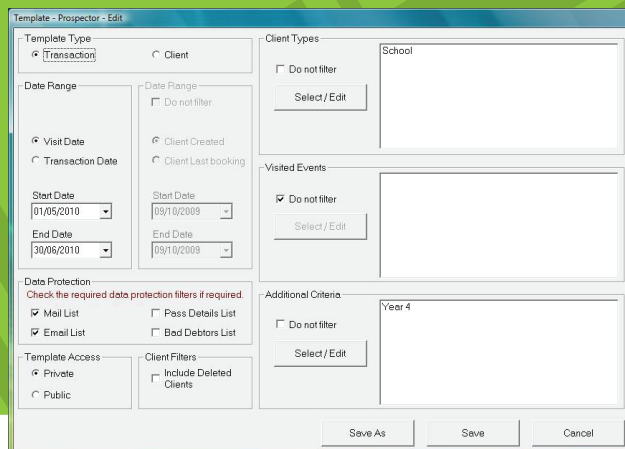 Template - Prospector - Edit
Template Type
Transaction
Client
Date Range
Visit Date
Transaction Date
Start Date
01/05/2010
End Date
30/06/2010
Date Range
Do not filter
Client Created
Client Last booking
Start Date
09/10/2009
End Date
09/10/2009
Data Protection
Check the required data protection filters if required.
Mail List
Pass Details List
Email List
Bad Debtors List
Template Access
Private
Public
Client Filters
Include Deleted
Clients
Client Types
Do not filter
Select / Edit
School
Visited Events
Do not filter
Select / Edit
Additional Criteria
Do not filter
Select / Edit
Year 4
Save As
Save
Cancel